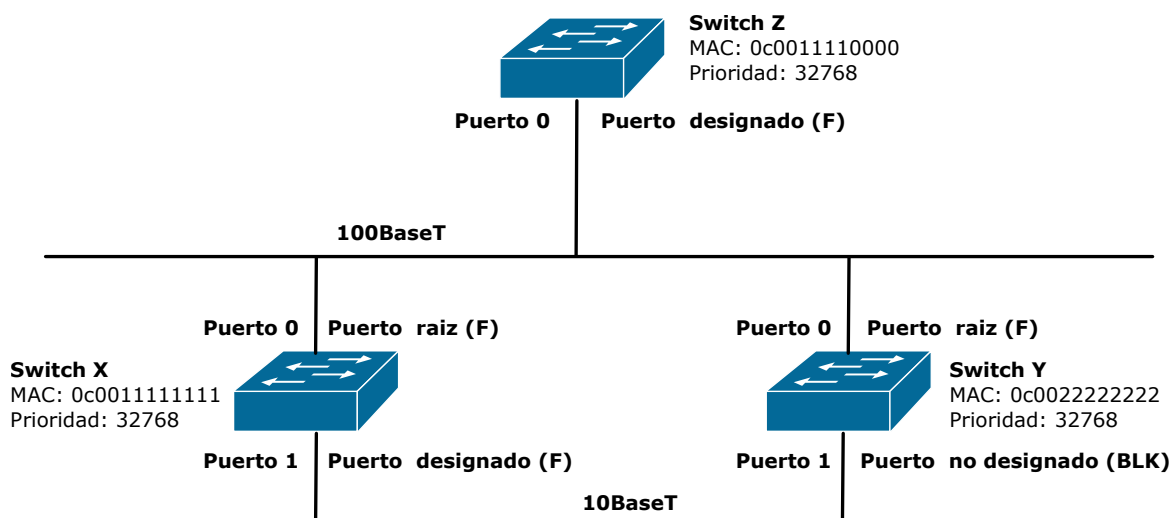 Switch Z
MAC: 0c0011110000
Prioridad: 32768
Puerto 0 Puerto designado (F)
100BaseT
Puerto 0 Puerto raiz (F)
Puerto 0 Puerto raiz (F)
Switch X
MAC: 0c0011111111
Prioridad: 32768
Switch Y
MAC: 0c0022222222
Prioridad: 32768
Puerto 1 Puerto designado (F)
Puerto 1 Puerto no designado (BLK)
10BaseT